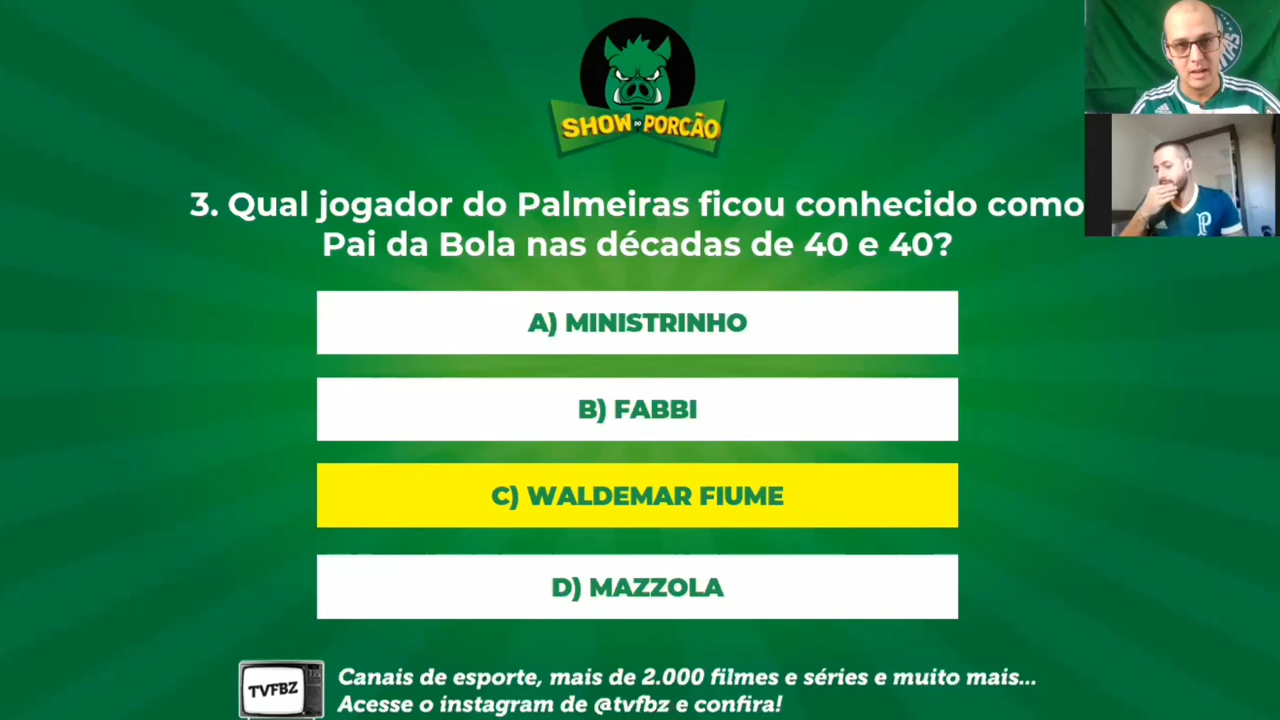 SHOW DO PORCÃO
3. Qual jogador do Palmeiras ficou conhecido como
Pai da Bola nas décadas de 40 e 40?
A) MINISTRINHO
B) FABBI
C) WALDEMAR FIUME
D) MAZZOLA
TVFBZ
Canais de esporte, mais de 2.000 filmes e séries e muito mais...
Acesse o instagram de @tvfbz e confira!